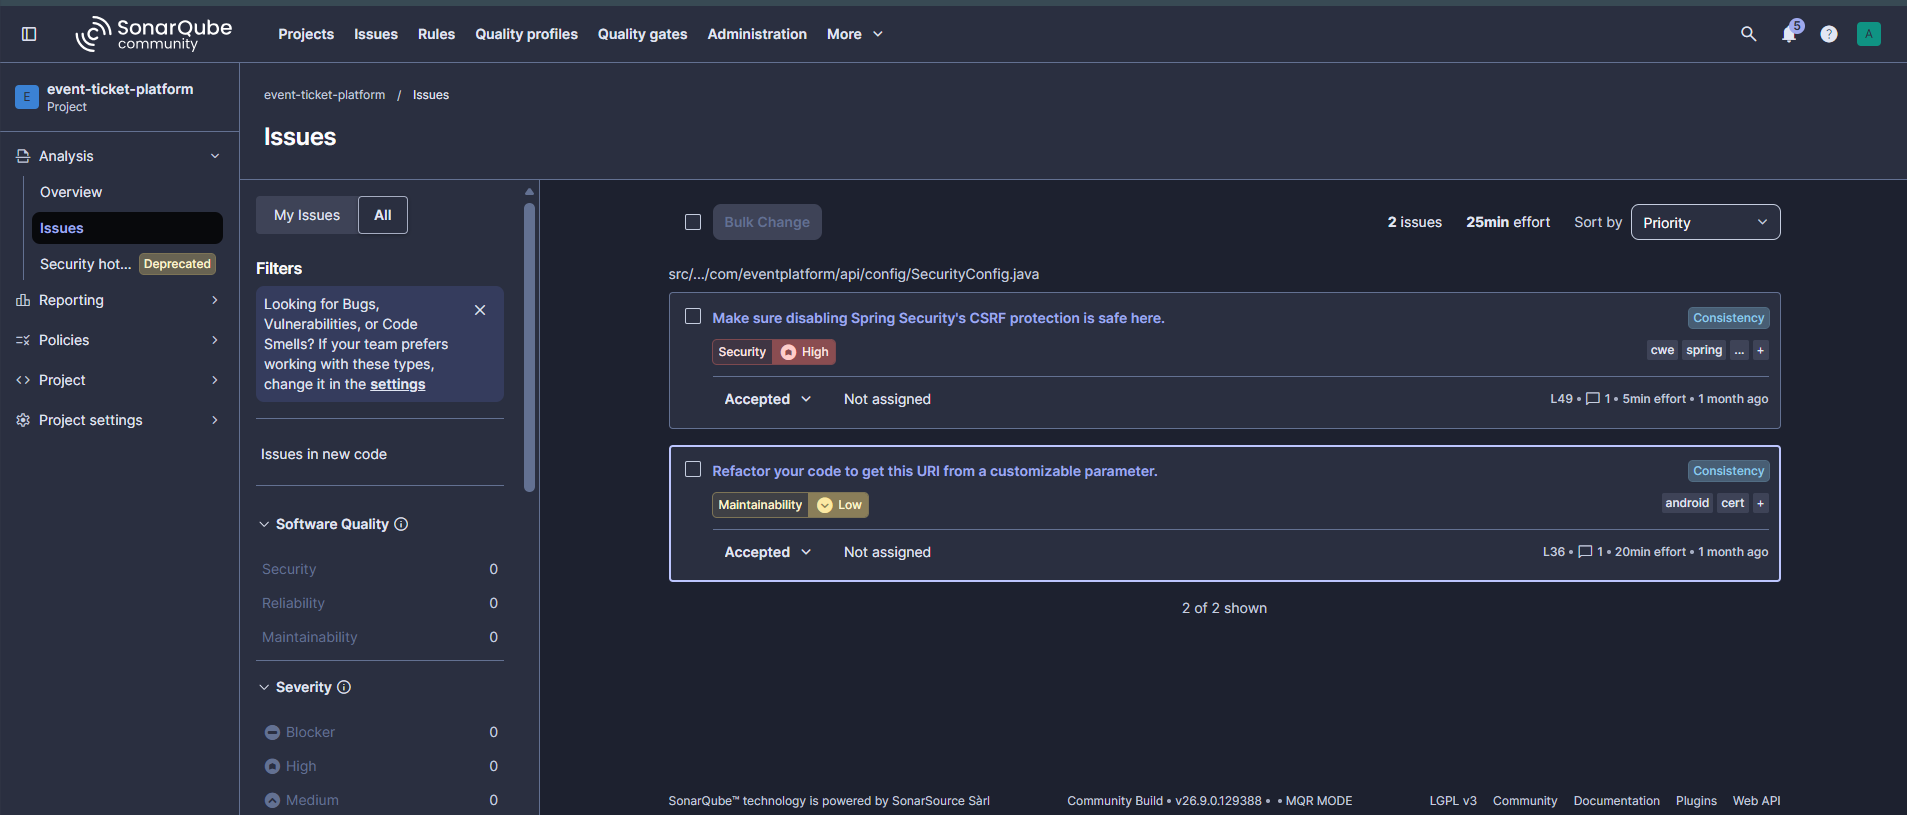 SonarQube
community
Projects Issues Rules Quality profiles Quality gates Administration More
5
?
A
E
event-ticket-platform
Project
Analysis
Overview
Issues
Security hot... Deprecated
Reporting
Policies
Project
Project settings
event-ticket-platform / Issues
Issues
My Issues All
Filters
Looking for Bugs,
Vulnerabilities, or Code
Smells? If your team prefers
working with these types,
change it in the settings
Issues in new code
Software Quality
Security 0
Reliability 0
Maintainability 0
Severity
Blocker 0
High 0
Medium 0
Bulk Change
2 issues 25min effort Sort by Priority
src/.../com/eventplatform/api/config/SecurityConfig.java
Make sure disabling Spring Security's CSRF protection is safe here. Consistency
Security High cwe spring ... +
Accepted Not assigned L49 • 1 • 5min effort • 1 month ago
Refactor your code to get this URI from a customizable parameter. Consistency
Maintainability Low android cert +
Accepted Not assigned L36 • 1 • 20min effort • 1 month ago
2 of 2 shown
SonarQube™ technology is powered by SonarSource Sàrl Community Build • v26.9.0.129388 • • MQR MODE LGPL v3 Community Documentation Plugins Web API